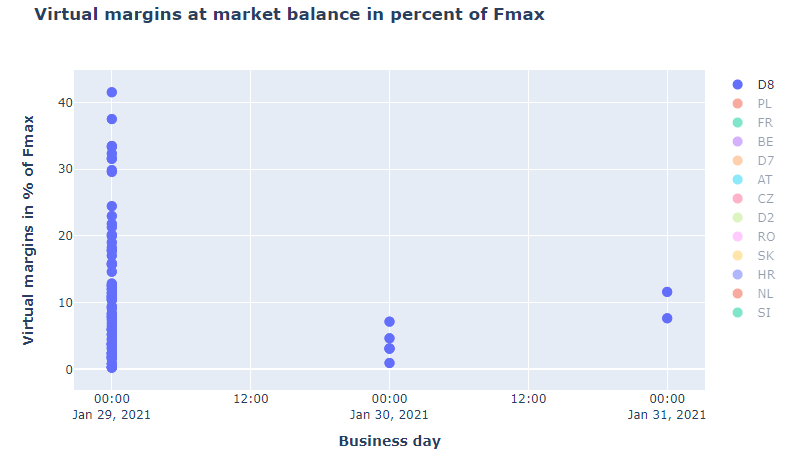 Virtual margins at market balance in percent of Fmax
Virtual margins in % of Fmax
40
30
20
10
0
00:00
Jan 29, 2021
12:00
00:00
Jan 30, 2021
12:00
00:00
Jan 31, 2021
Business day
D8
PL
FR
BE
D7
AT
CZ
D2
RO
SK
HR
NL
SI